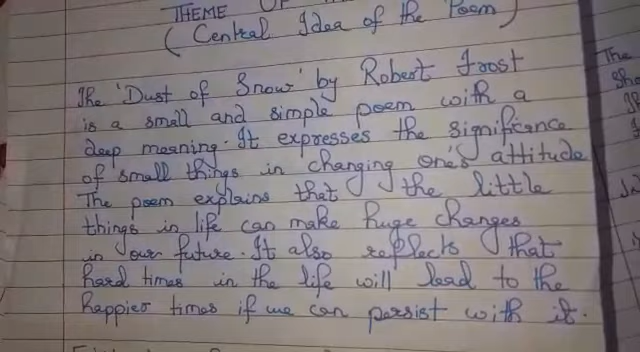 THEME OF
(Central Idea of the Poem)
The 'Dust of Snow' by Robert Frost
is a small and simple poem with a
deep meaning. It expresses the significance
of small things in changing one's attitude
The poem explains that the little
things in life can make huge changes
in our future. It also reflects that
hard times in the life will lead to the
happier times if we can persist with it.
The
She